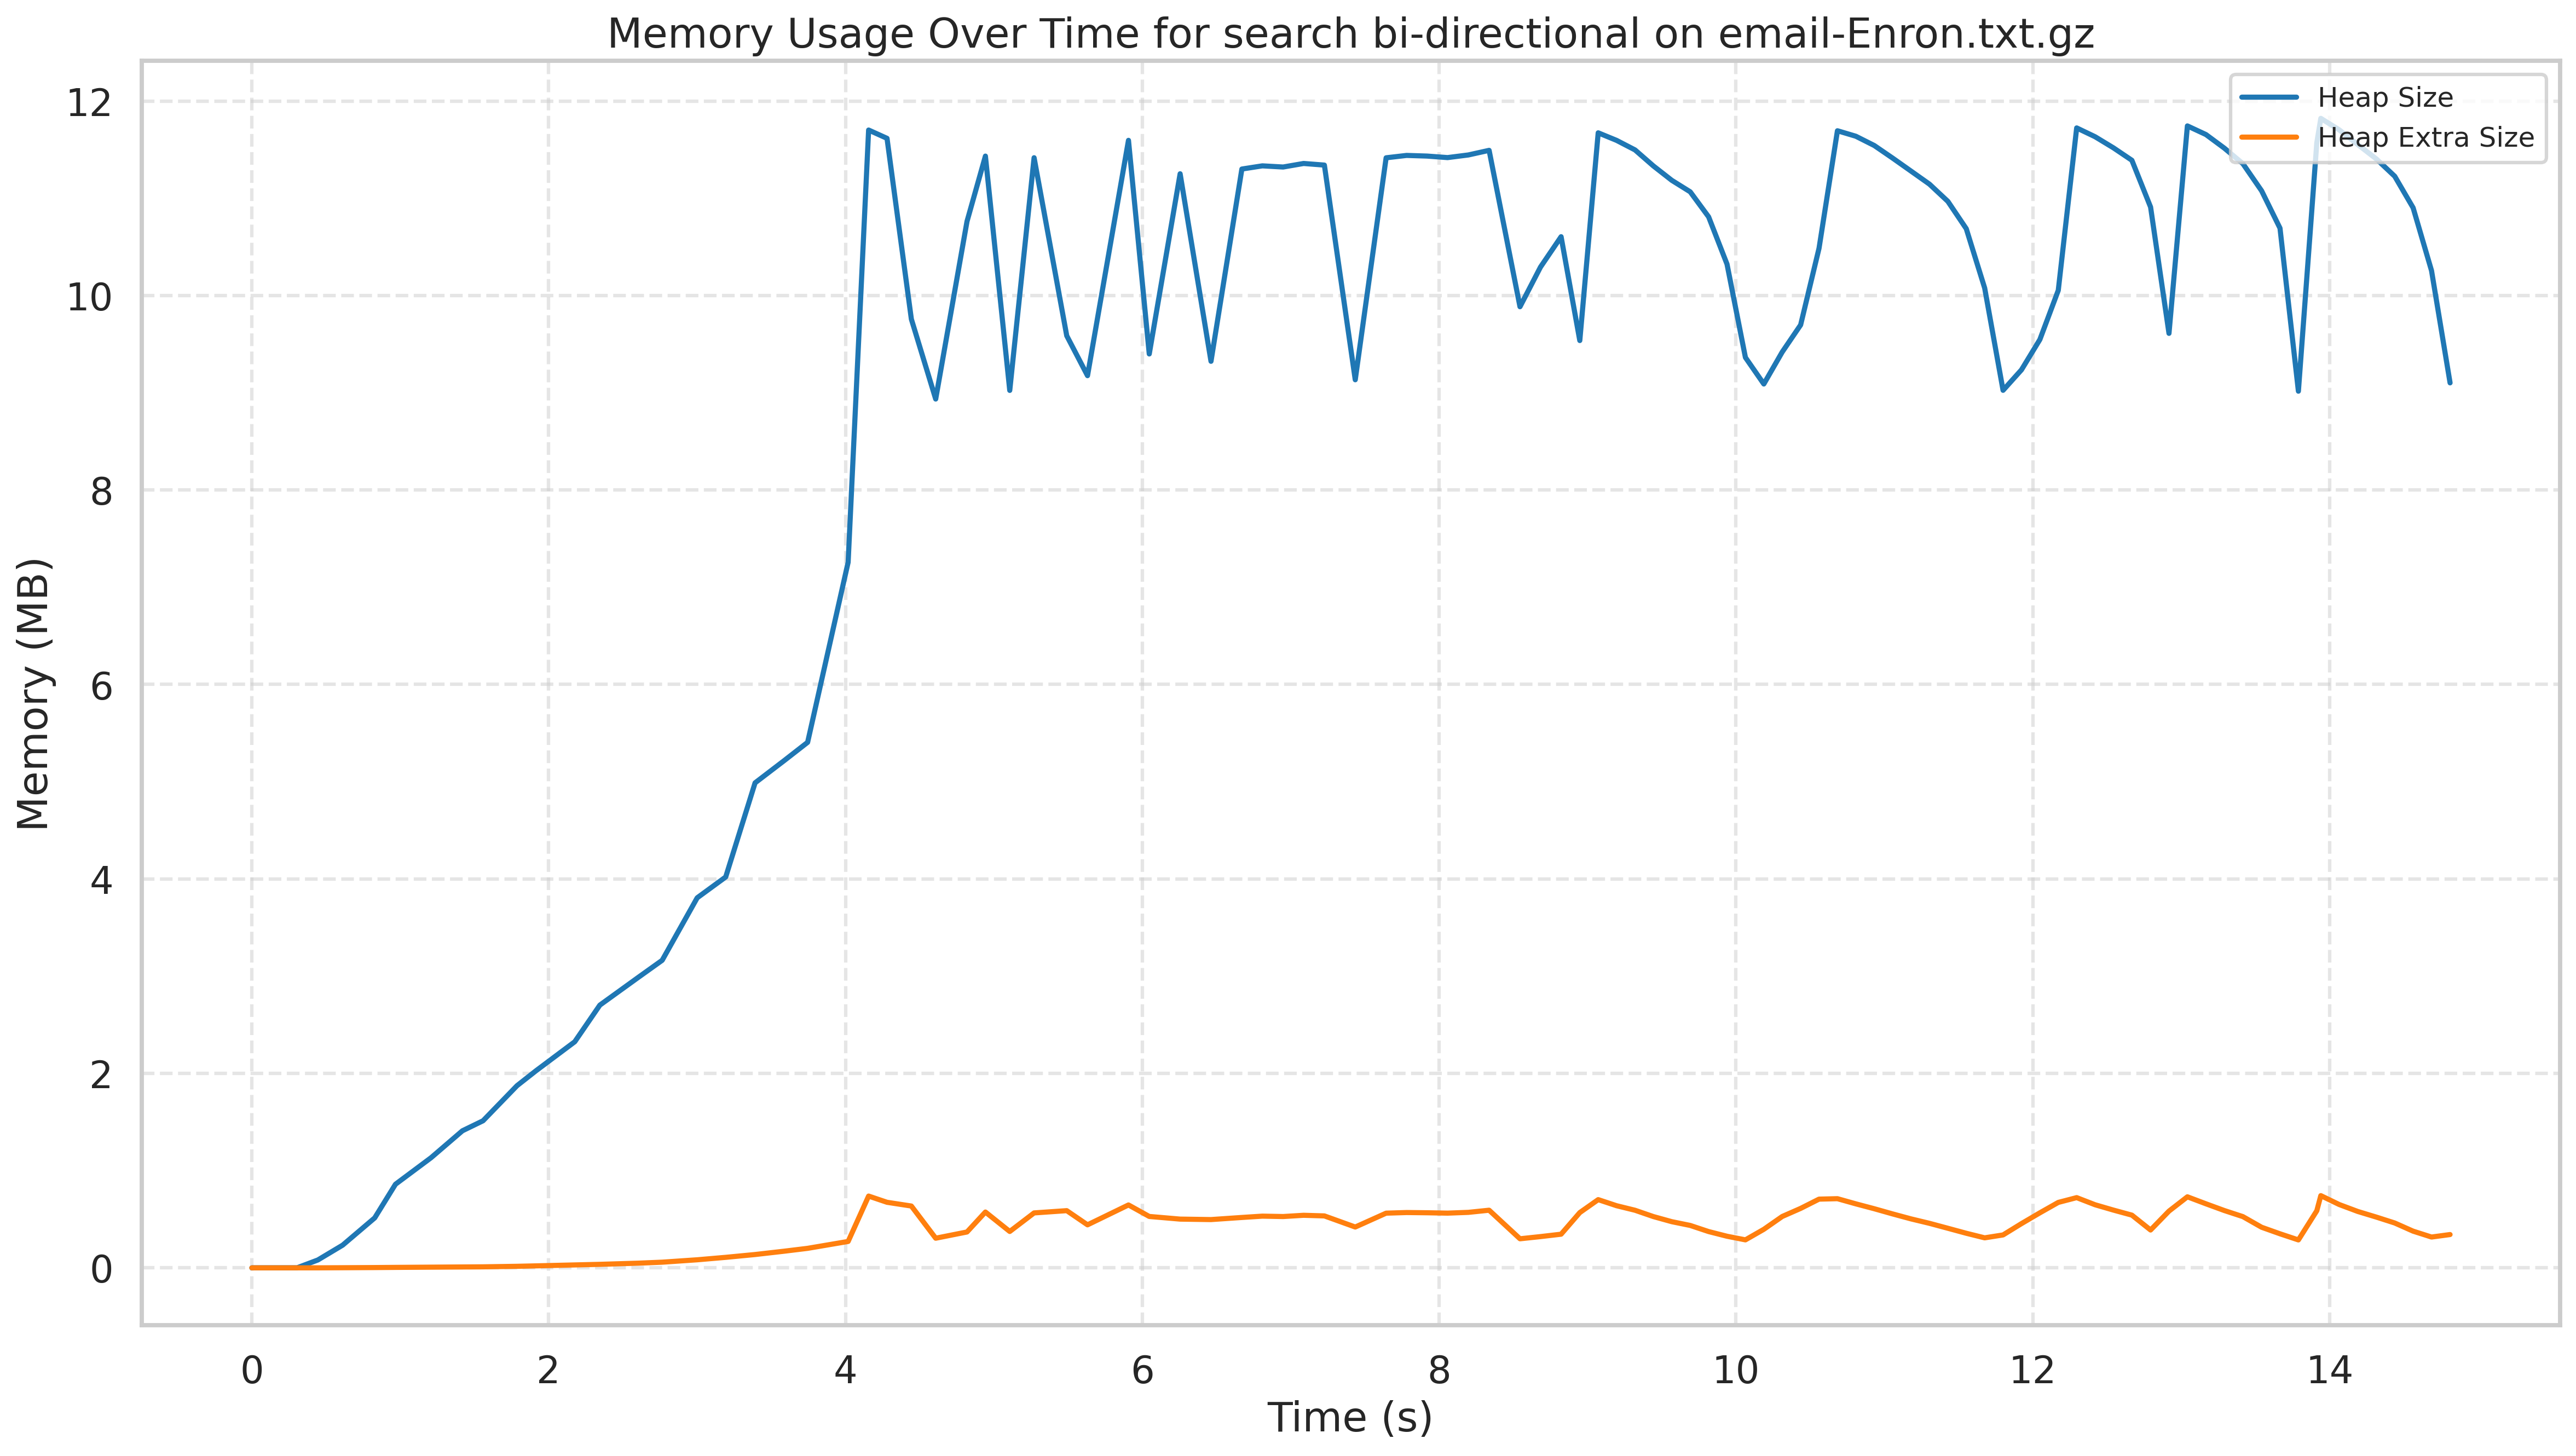 Memory Usage Over Time for search bi-directional on email-Enron.txt.gz
Heap Size
Heap Extra Size
Memory (MB)
12
10
8
6
4
2
0
0 2 4 6 8 10 12 14
Time (s)